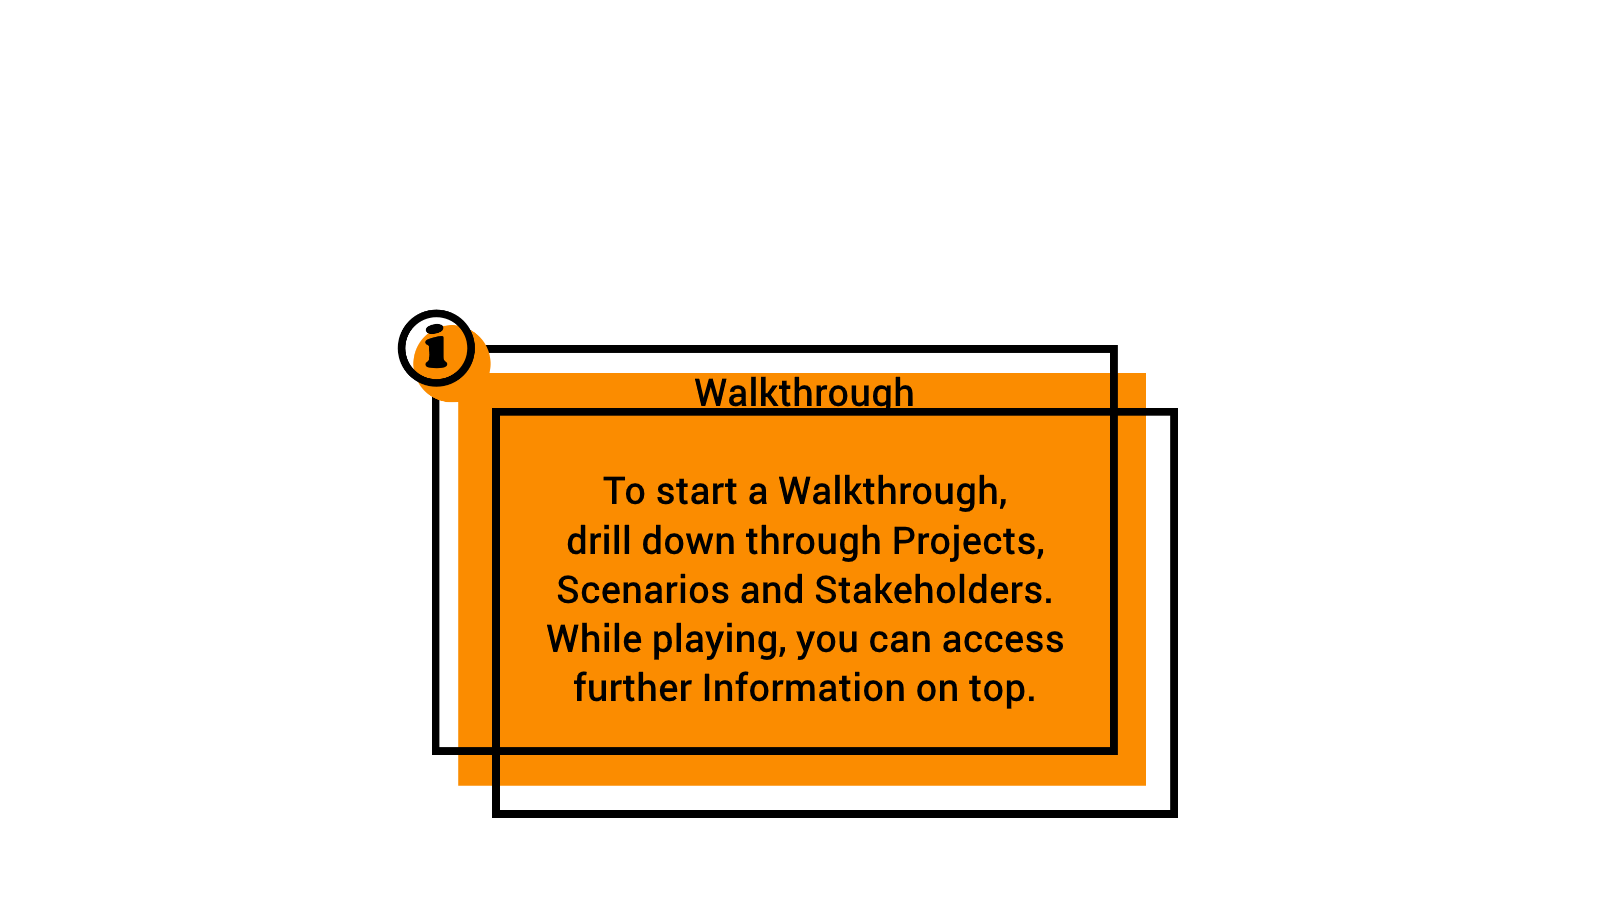 i
Walkthrough
To start a Walkthrough,
drill down through Projects,
Scenarios and Stakeholders.
While playing, you can access
further Information on top.